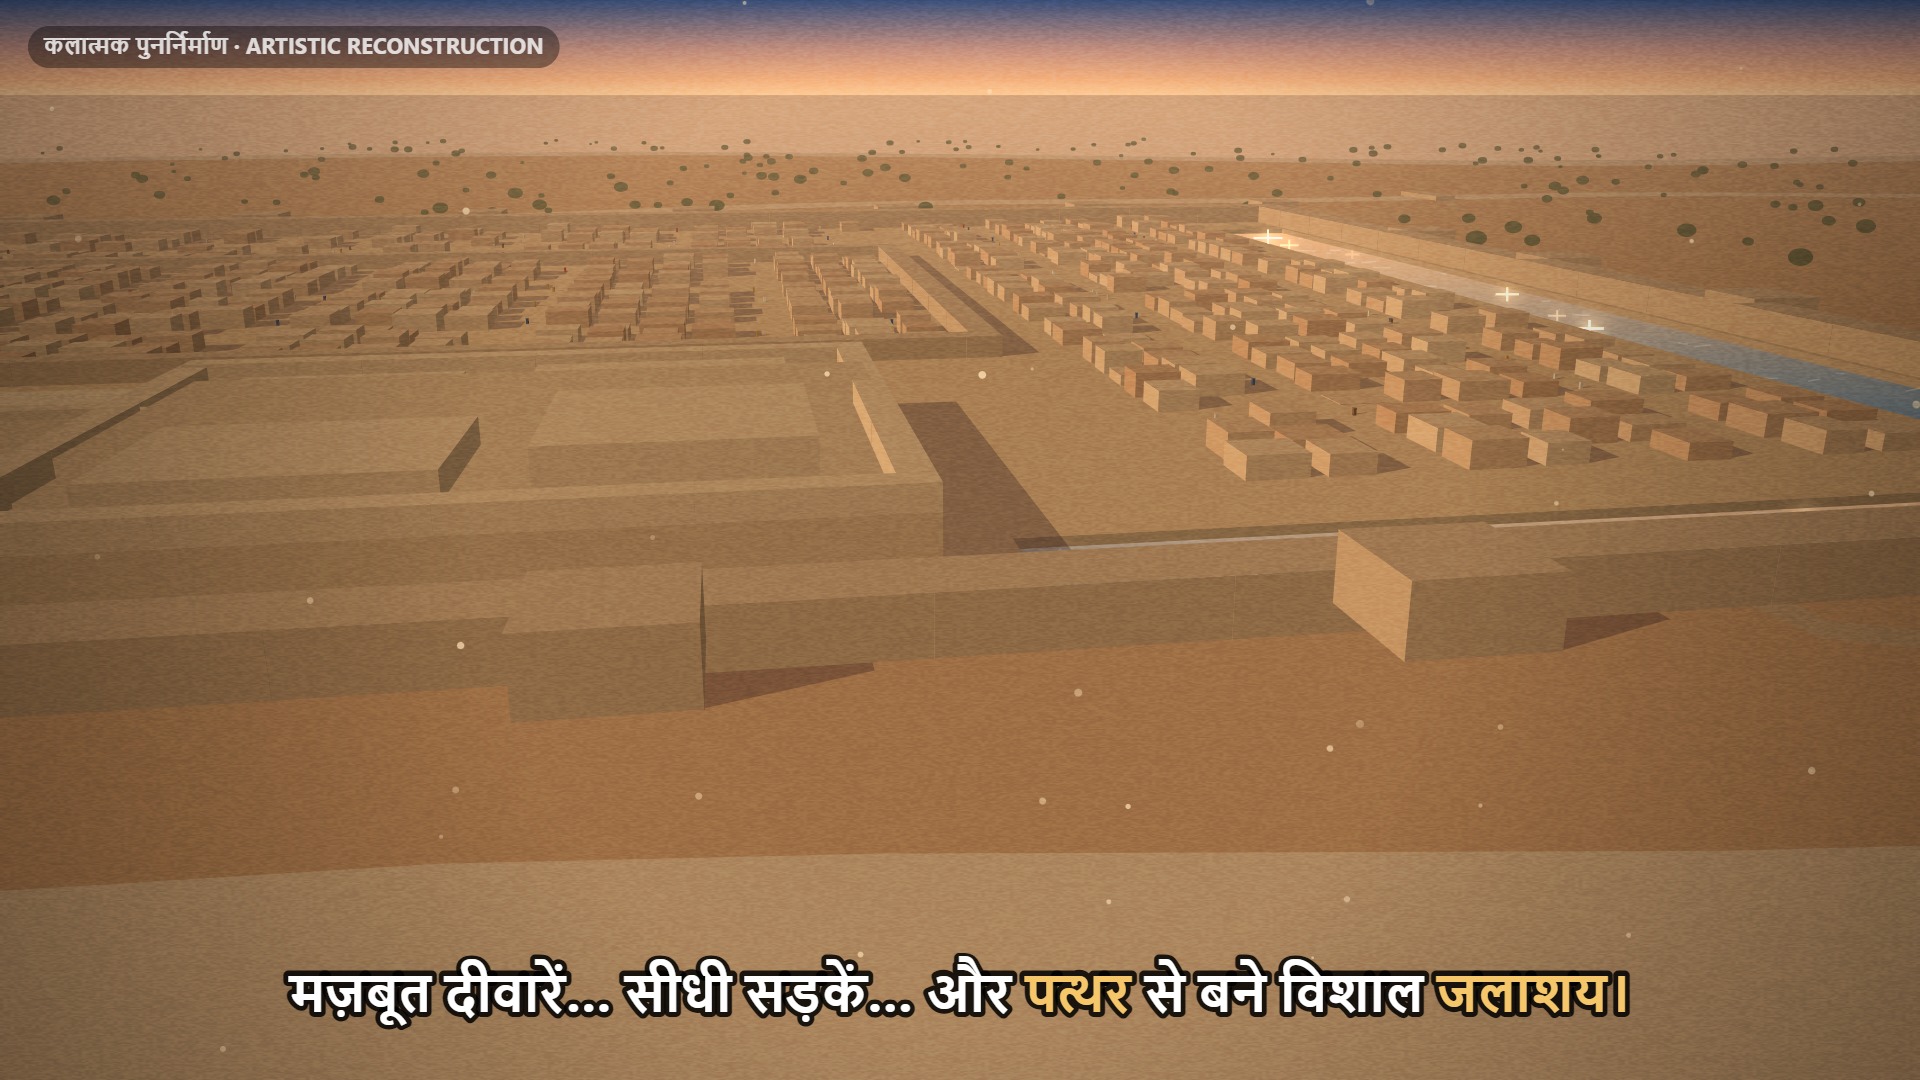 कलात्मक पुनर्निर्माण · ARTISTIC RECONSTRUCTION
मज़बूत दीवारें... सीधी सड़कें... और पत्थर से बने विशाल जलाशय।